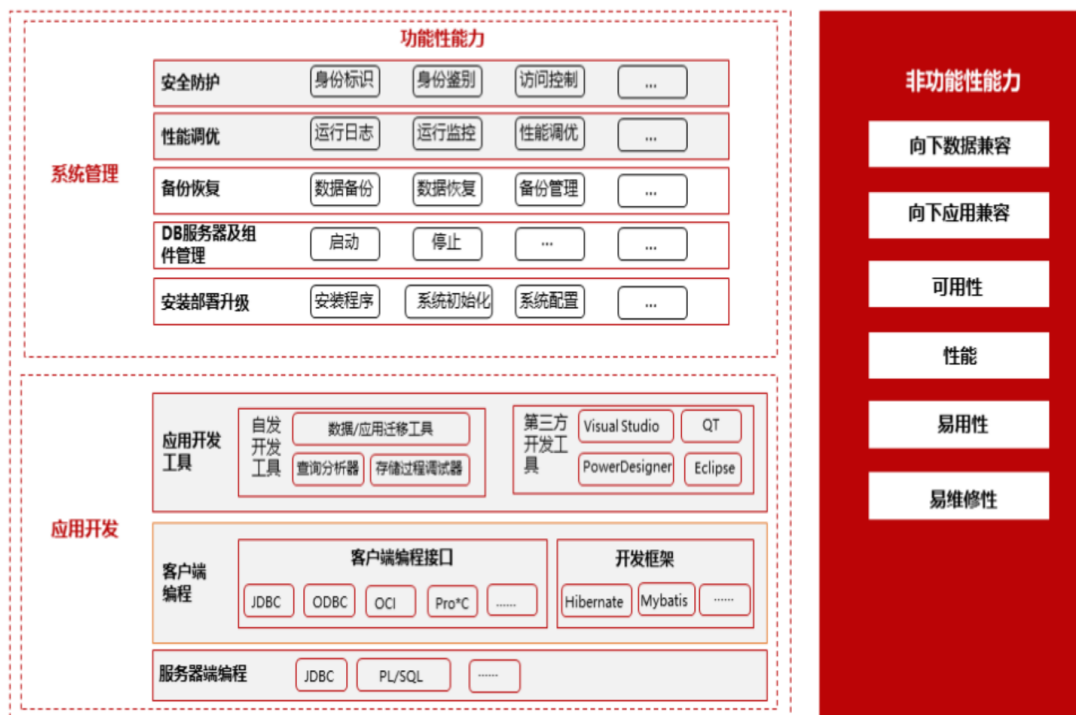 功能性能力
系统管理
安全防护 身份标识 身份鉴别 访问控制 ...
性能调优 运行日志 运行监控 性能调优 ...
备份恢复 数据备份 数据恢复 备份管理 ...
DB服务器及组
件管理
启动 停止 ... ...
安装部署升级 安装程序 系统初始化 系统配置 ...
应用开发
应用开发
工具
自发
开发
工具
数据/应用迁移工具
查询分析器 存储过程调试器
第三方
开发工
具
Visual Studio QT
PowerDesigner Eclipse
客户端
编程
客户端编程接口
JDBC ODBC OCI Pro*C ......
开发框架
Hibernate Mybatis ......
服务器端编程 JDBC PL/SQL ......
非功能性能力
向下数据兼容
向下应用兼容
可用性
性能
易用性
易维修性